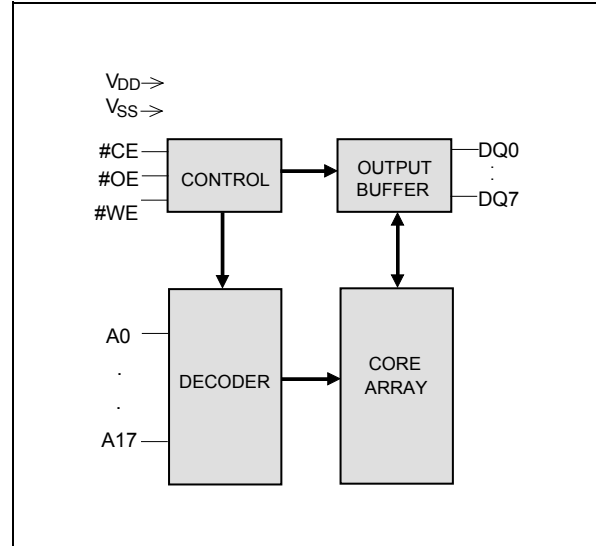 VDD
VSS
#CE
#OE
#WE
CONTROL
OUTPUT
BUFFER
DQ0
.
.
DQ7
A0
.
.
A17
DECODER
CORE
ARRAY